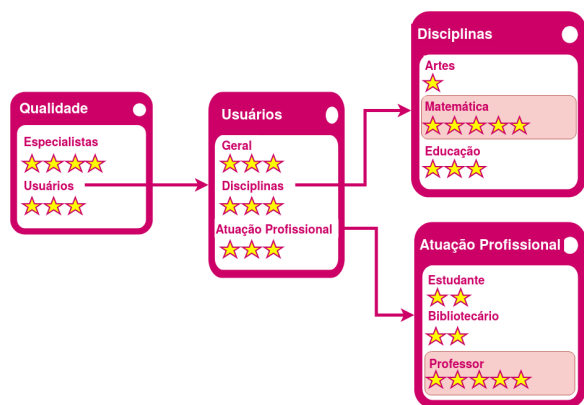 Qualidade
Especialistas
Usuários
Usuários
Geral
Disciplinas
Atuação Profissional
Disciplinas
Artes
Matemática
Educação
Atuação Profissional
Estudante
Bibliotecário
Professor